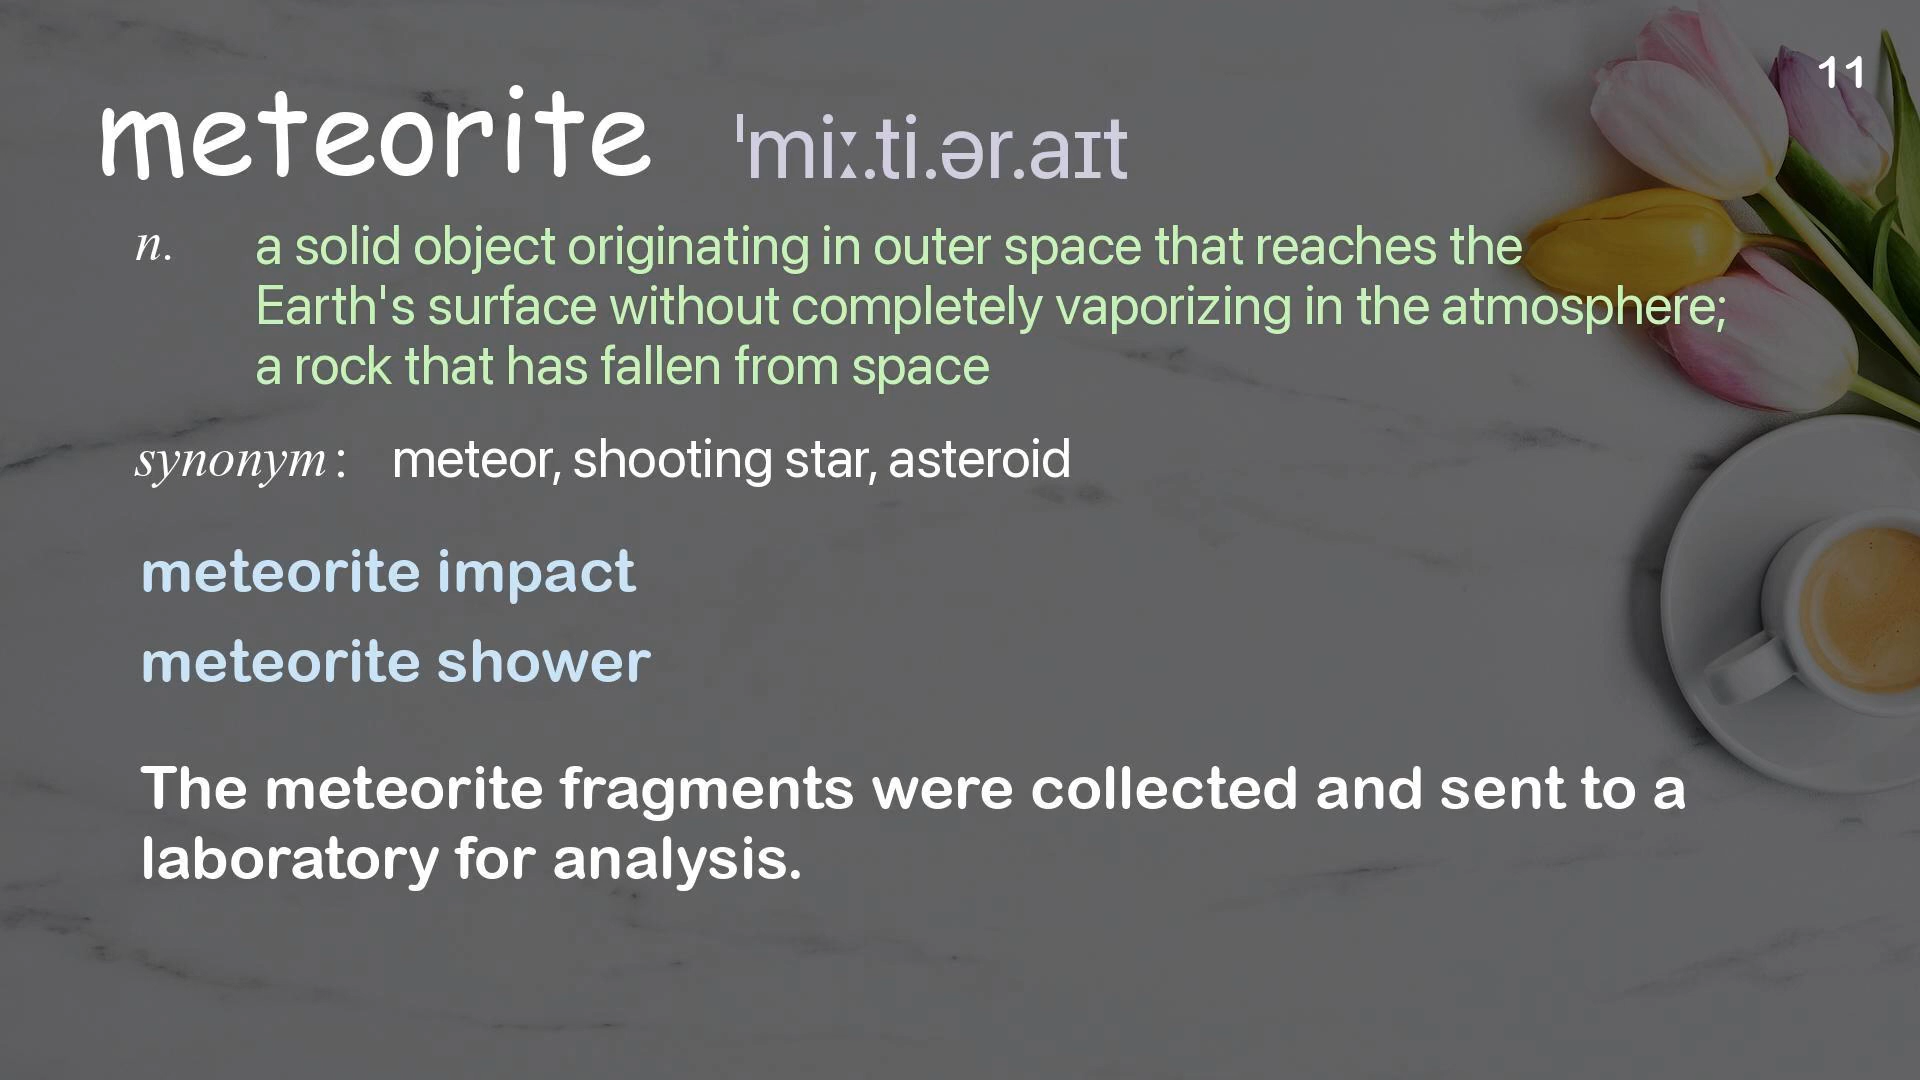 11
meteorite ˈmiː.ti.ər.aɪt
n. a solid object originating in outer space that reaches the
Earth's surface without completely vaporizing in the atmosphere;
a rock that has fallen from space
synonym: meteor, shooting star, asteroid
meteorite impact
meteorite shower
The meteorite fragments were collected and sent to a
laboratory for analysis.